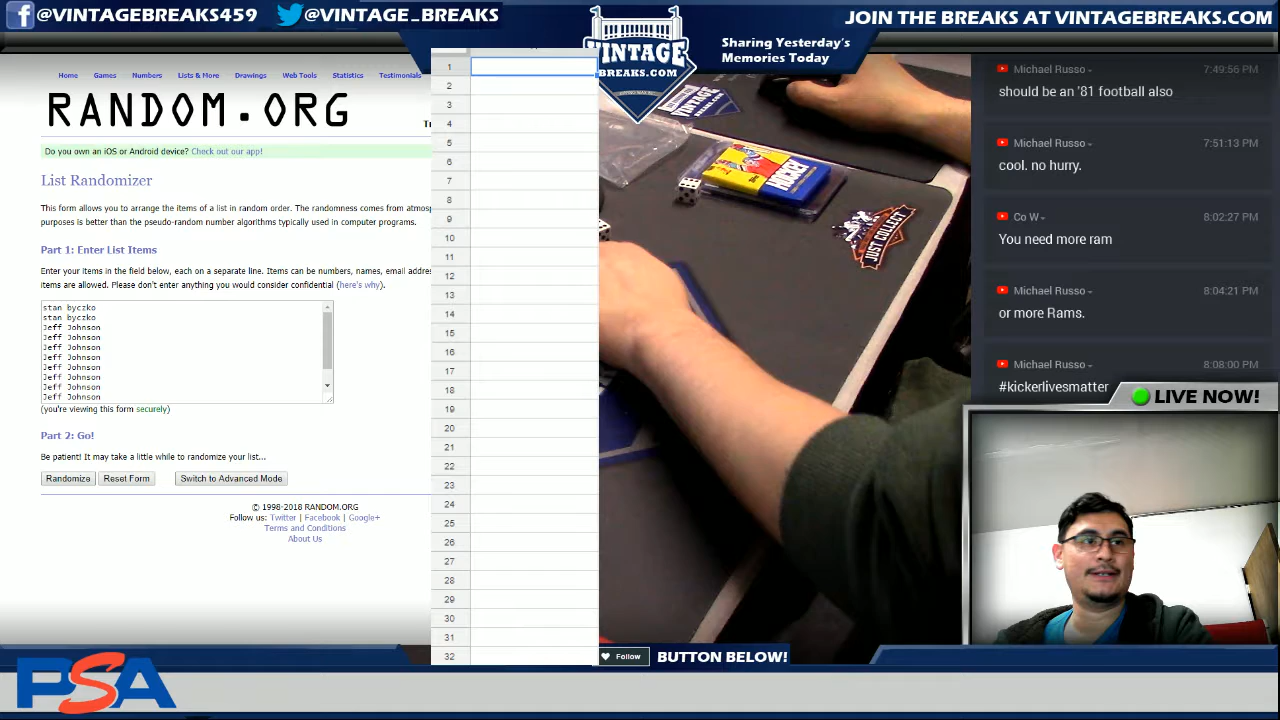 @VINTAGEBREAKS459
@VINTAGE_BREAKS
JOIN THE BREAKS AT VINTAGEBREAKS.COM
VINTAGE
BREAKS.COM
Sharing Yesterday's
Memories Today
Home
Games
Numbers
Lists & More
Drawings
Web Tools
Statistics
Testimonials
RANDOM.ORG
Do you own an iOS or Android device? Check out our app!
List Randomizer
This form allows you to arrange the items of a list in random order. The randomness comes from
purposes is better than the pseudo-random number algorithms typically used in computer programs.
Part 1: Enter List Items
Enter your items in the field below, each on a separate line. Items can be numbers, names, email
items are allowed. Please don't enter anything you would consider confidential (here's why).
stan byczko
stan byczko
Jeff Johnson
Jeff Johnson
Jeff Johnson
Jeff Johnson
Jeff Johnson
Jeff Johnson
Jeff Johnson
Jeff Johnson
(you're viewing this form securely)
Part 2: Go!
Be patient! It may take a little while to randomize your list...
Randomize
Reset Form
Switch to Advanced Mode
© 1998-2018 RANDOM.ORG
Follow us: Twitter | Facebook | Google+
Terms and Conditions
About Us
1
2
3
4
5
6
7
8
9
10
11
12
13
14
15
16
17
18
19
20
21
22
23
24
25
26
27
28
29
30
31
32
HOCKEY
VINTAGE
JUST COLLECT
Michael Russo
7:49:56 PM
should be an '81 football also
Michael Russo
7:51:13 PM
cool. no hurry.
Co W
8:02:27 PM
You need more ram
Michael Russo
8:04:21 PM
or more Rams.
Michael Russo
8:08:00 PM
#kickerlivesmatter
LIVE NOW!
Follow
BUTTON BELOW!
PSA